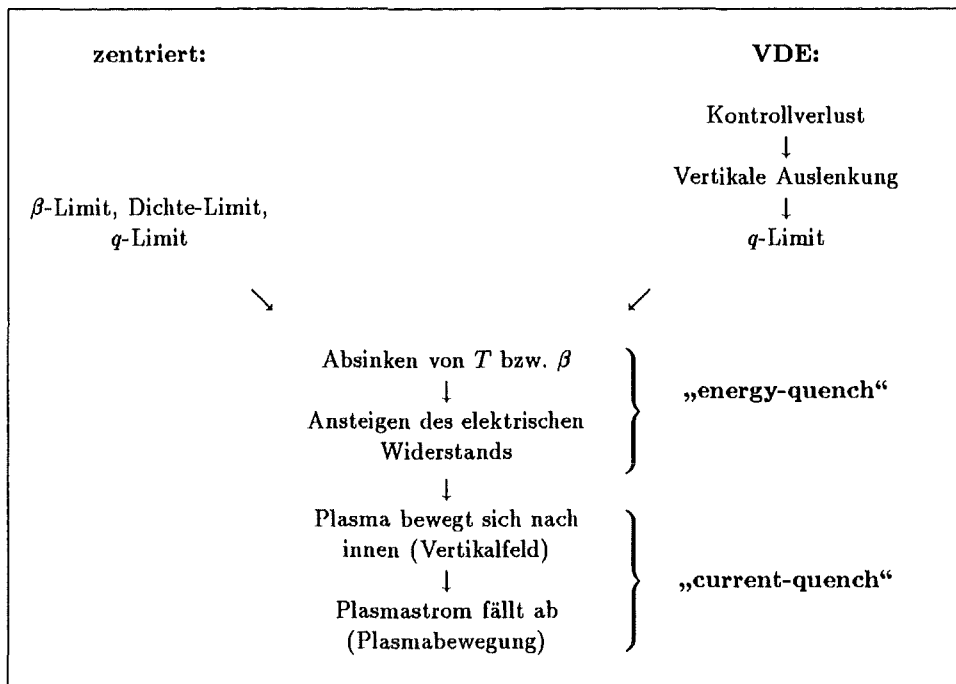 zentriert:
VDE:
Kontrollverlust
↓
Vertikale Auslenkung
↓
β-Limit, Dichte-Limit,
q-Limit
q-Limit
↘ ↙
Absinken von T bzw. β
↓
Ansteigen des elektrischen
Widerstands
„energy-quench“
↓
Plasma bewegt sich nach
innen (Vertikalfeld)
↓
Plasmastrom fällt ab
(Plasmabewegung)
„current-quench“